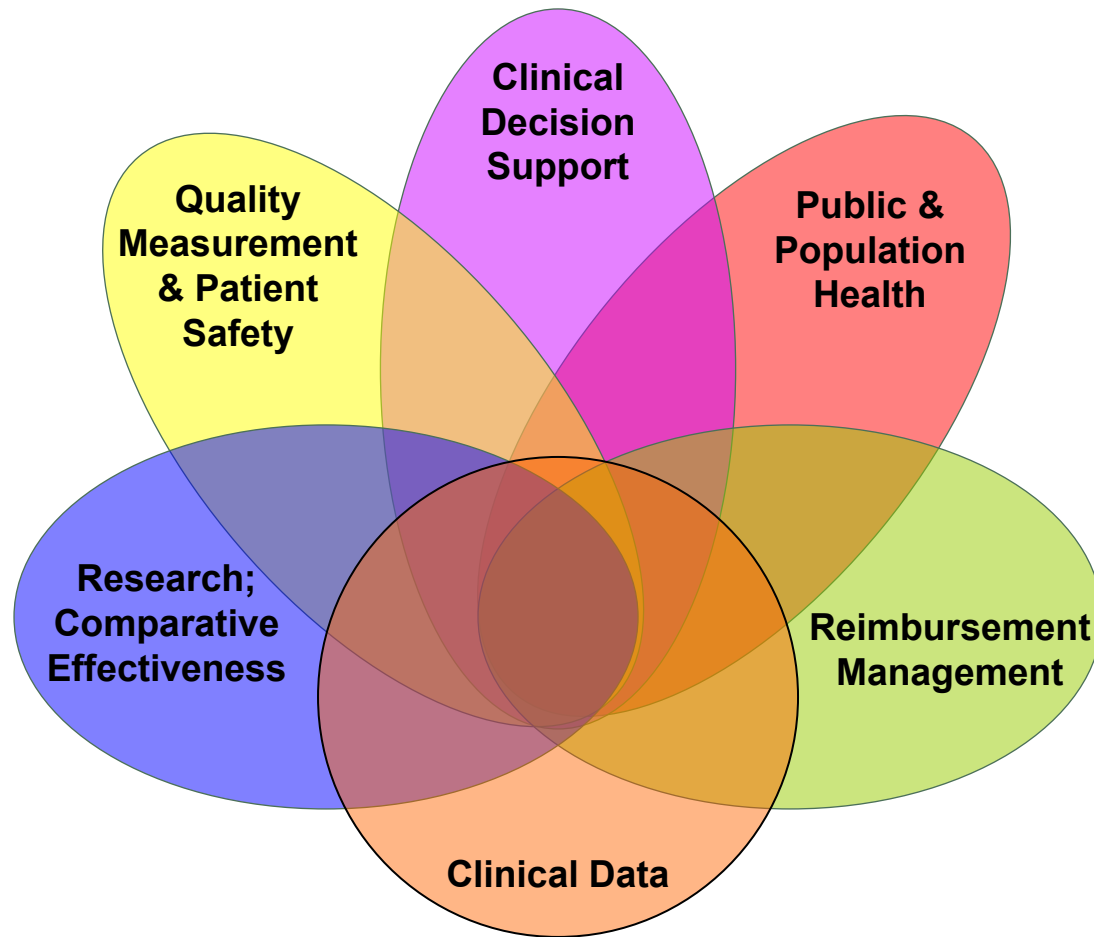 Clinical
Decision
Support
Quality
Measurement
& Patient
Safety
Public &
Population
Health
Research;
Comparative
Effectiveness
Reimbursement
Management
Clinical Data